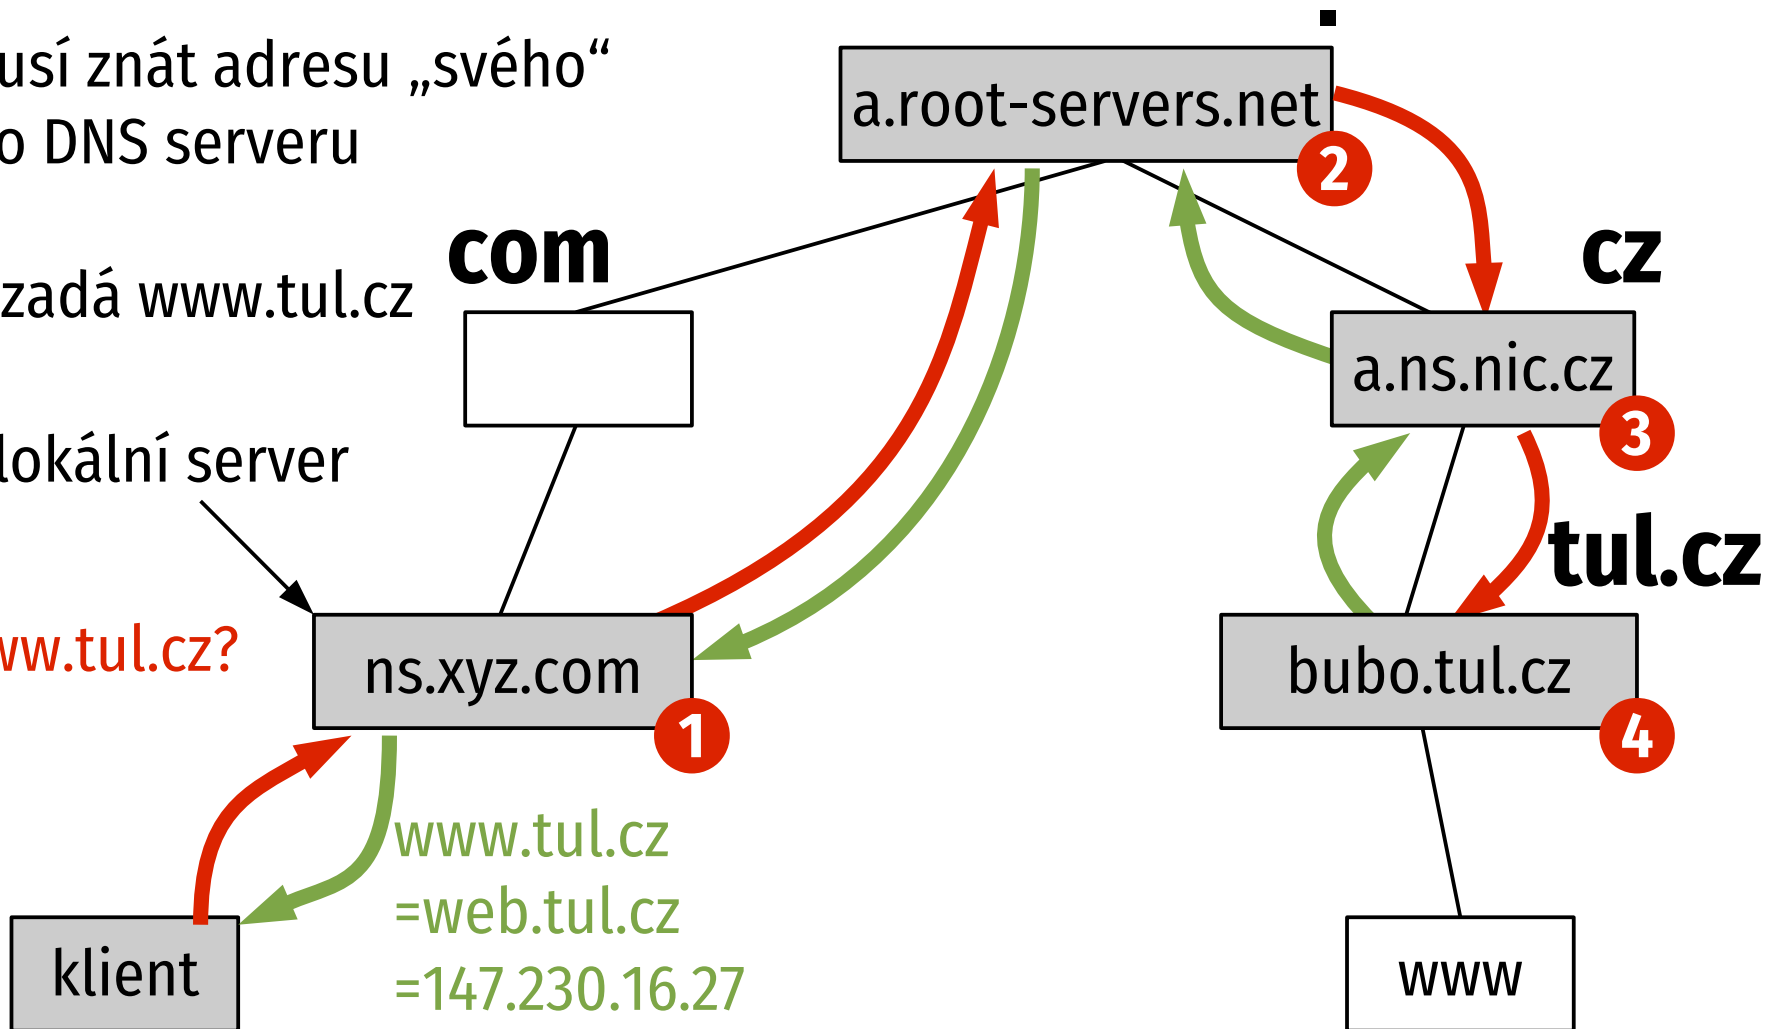 usí znát adresu „svého“
o DNS serveru
zadá www.tul.cz
lokální server
ww.tul.cz?
.
a.root-servers.net
2
com
cz
a.ns.nic.cz
3
tul.cz
ns.xyz.com
1
bubo.tul.cz
4
www.tul.cz
=web.tul.cz
=147.230.16.27
klient
www